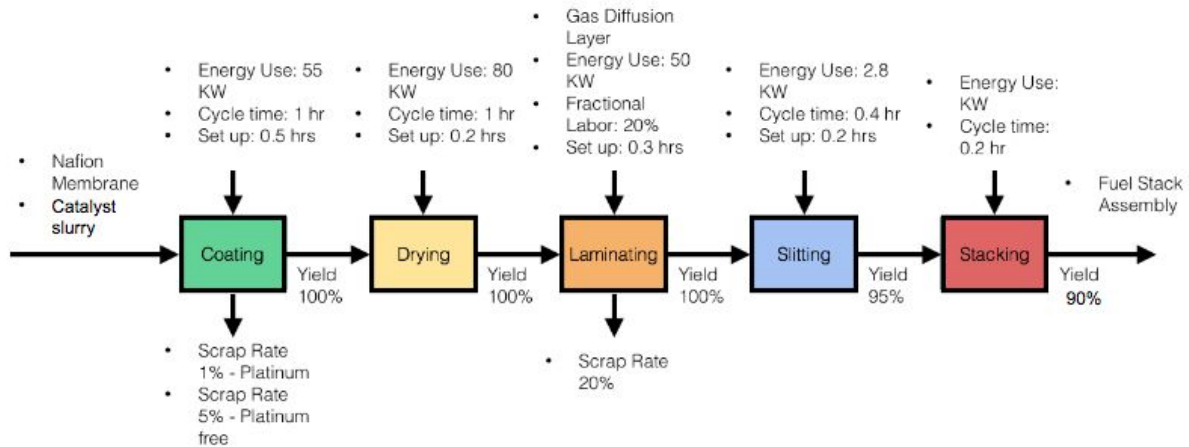 • Nafion
Membrane
• Catalyst
slurry
• Energy Use: 55
KW
• Cycle time: 1 hr
• Set up: 0.5 hrs
Coating
• Scrap Rate
1% - Platinum
• Scrap Rate
5% - Platinum
free
Yield
100%
• Energy Use: 80
KW
• Cycle time: 1 hr
• Set up: 0.2 hrs
Drying
Yield
100%
• Gas Diffusion
Layer
• Energy Use: 50
KW
• Fractional
Labor: 20%
• Set up: 0.3 hrs
Laminating
• Scrap Rate
20%
Yield
100%
• Energy Use: 2.8
KW
• Cycle time: 0.4 hr
• Set up: 0.2 hrs
Slitting
Yield
95%
• Energy Use:
KW
• Cycle time:
0.2 hr
Stacking
Yield
90%
• Fuel Stack
Assembly